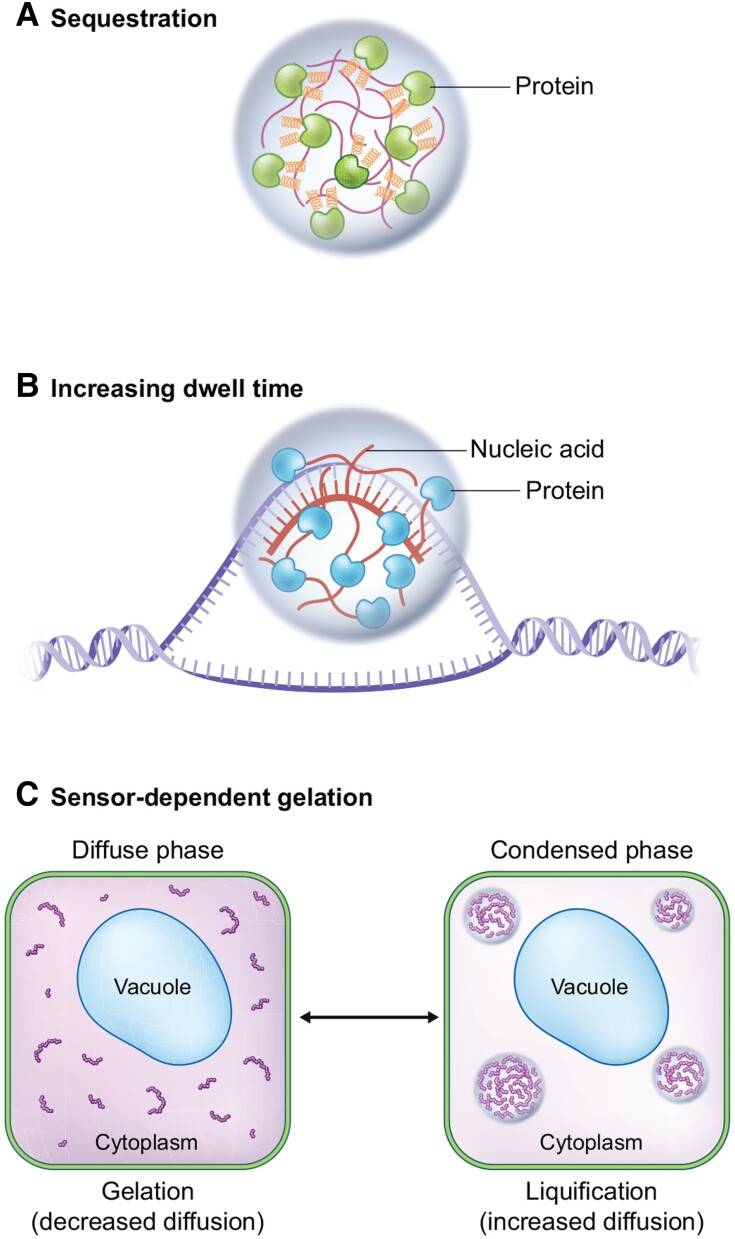 A Sequestration
Protein
B Increasing dwell time
Nucleic acid
Protein
C Sensor-dependent gelation
Diffuse phase
Condensed phase
Vacuole
Vacuole
Cytoplasm
Cytoplasm
Gelation
(decreased diffusion)
Liquification
(increased diffusion)